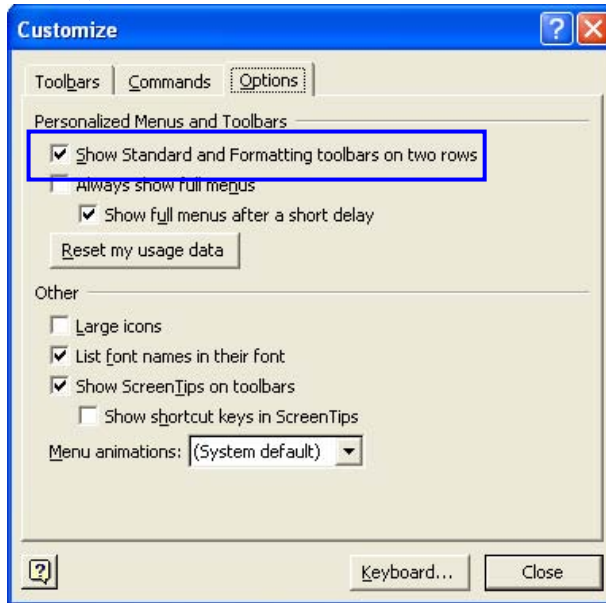 Customize
Toolbars Commands Options
Personalized Menus and Toolbars
Show Standard and Formatting toolbars on two rows
Always show full menus
Show full menus after a short delay
Reset my usage data
Other
Large icons
List font names in their font
Show ScreenTips on toolbars
Show shortcut keys in ScreenTips
Menu animations: (System default)
Keyboard... Close